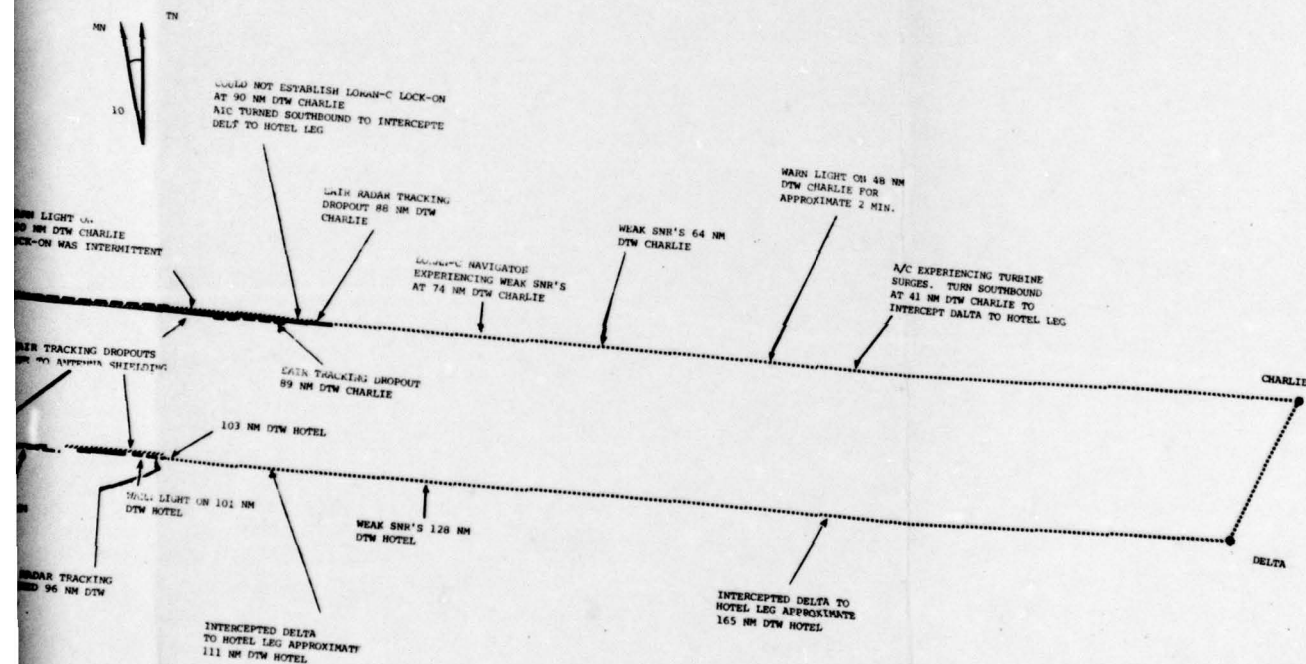 MN
TN
10
COULD NOT ESTABLISH LORAN-C LOCK-ON
AT 90 NM DTW CHARLIE
AIC TURNED SOUTHBOUND TO INTERCEPTE
DELT TO HOTEL LEG
EAIR RADAR TRACKING
DROPOUT 88 NM DTW
CHARLIE
LIGHT
NM DTW CHARLIE
WAS INTERMITTENT
NAVIGATOR
EXPERIENCING WEAK SNR'S
AT 74 NM DTW CHARLIE
WEAK SNR'S 64 NM
DTW CHARLIE
WARN LIGHT ON 48 NM
DTW CHARLIE FOR
APPROXIMATE 2 MIN.
A/C EXPERIENCING TURBINE
SURGES. TURN SOUTHBOUND
AT 41 NM DTW CHARLIE TO
INTERCEPT DALTA TO HOTEL LEG
CHARLIE
TRACKING DROPOUTS
TO ANTENNA SHIELDING
EAIR TRACKING DROPOUT
89 NM DTW CHARLIE
103 NM DTW HOTEL
LIGHT ON 101 NM
DTW HOTEL
WEAK SNR'S 128 NM
DTW HOTEL
DELTA
TRACKING
96 NM DTW
INTERCEPTED DELTA
TO HOTEL LEG APPROXIMATE
111 NM DTW HOTEL
INTERCEPTED DELTA TO
HOTEL LEG APPROXIMATE
165 NM DTW HOTEL